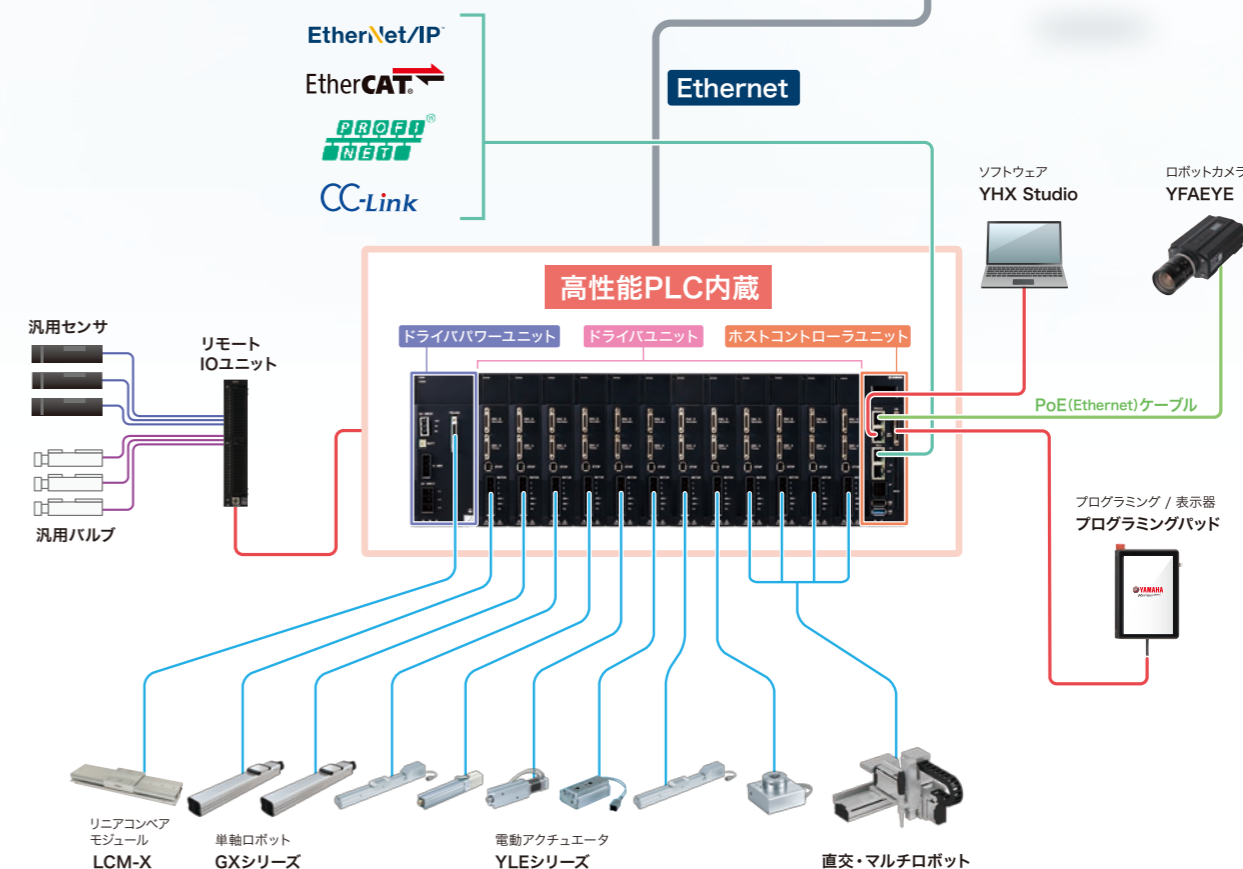 EtherNet/IP
EtherCAT®
PROFI®
NET
CC-Link
Ethernet
ソフトウェア
YHX Studio
ロボットカメラ
YFAEYE
高性能PLC内蔵
ドライバパワーユニット
ドライバユニット
ホストコントローラユニット
汎用センサ
リモート
IOユニット
PoE(Ethernet)ケーブル
汎用バルブ
プログラミング / 表示器
プログラミングパッド
YAMAHA
リニアコンベア
モジュール
LCM-X
単軸ロボット
GXシリーズ
電動アクチュエータ
YLEシリーズ
直交・マルチロボット